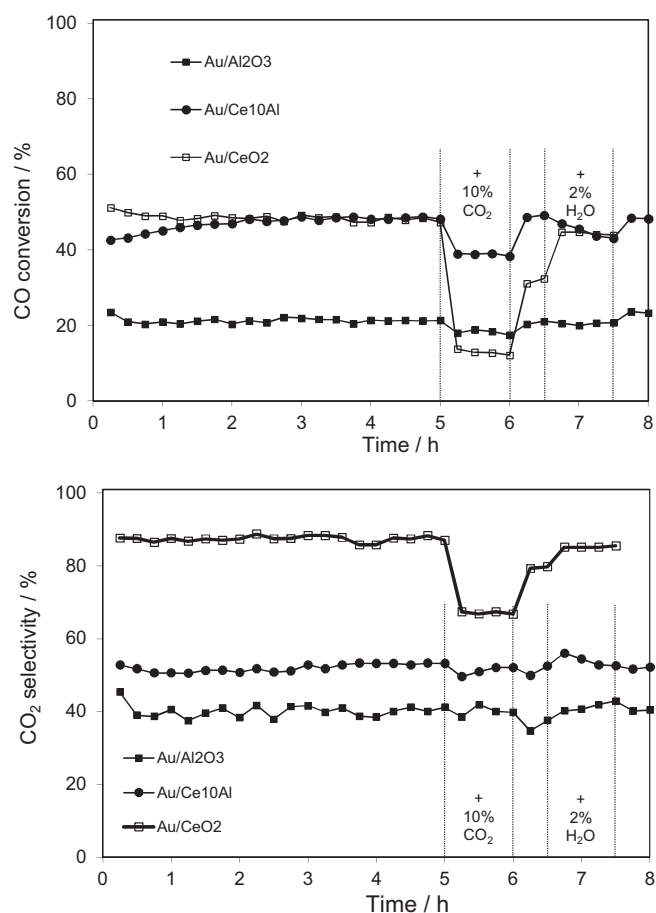 100
80
60
40
20
0
CO conversion / %
Au/Al2O3
Au/Ce10Al
Au/CeO2
+
10%
CO₂
+
2%
H₂O
0 1 2 3 4 5 6 7 8
Time / h
100
80
60
40
20
0
CO₂ selectivity / %
Au/Al2O3
Au/Ce10Al
Au/CeO2
+
10%
CO₂
+
2%
H₂O
0 1 2 3 4 5 6 7 8
Time / h